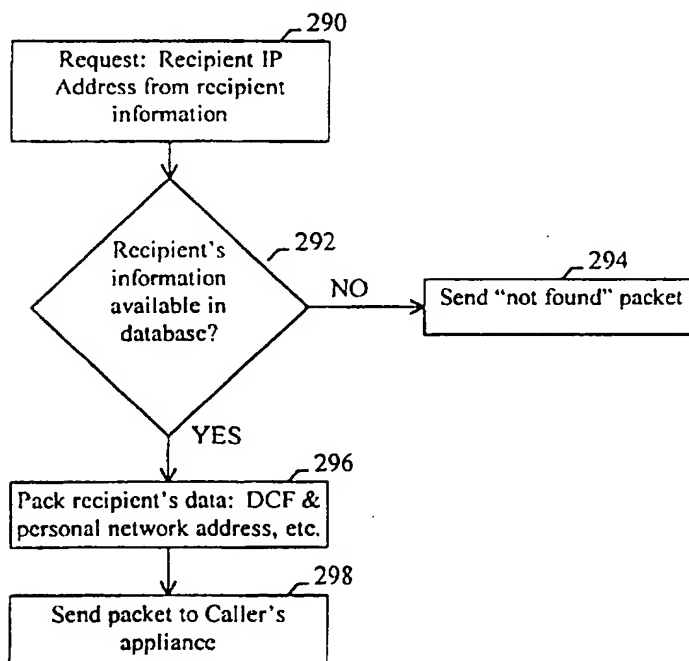 290
Request: Recipient IP
Address from recipient
information
292
Recipient's
information
available in
database?
NO
294
Send "not found" packet
YES
296
Pack recipient's data: DCF &
personal network address, etc.
298
Send packet to Caller's
appliance